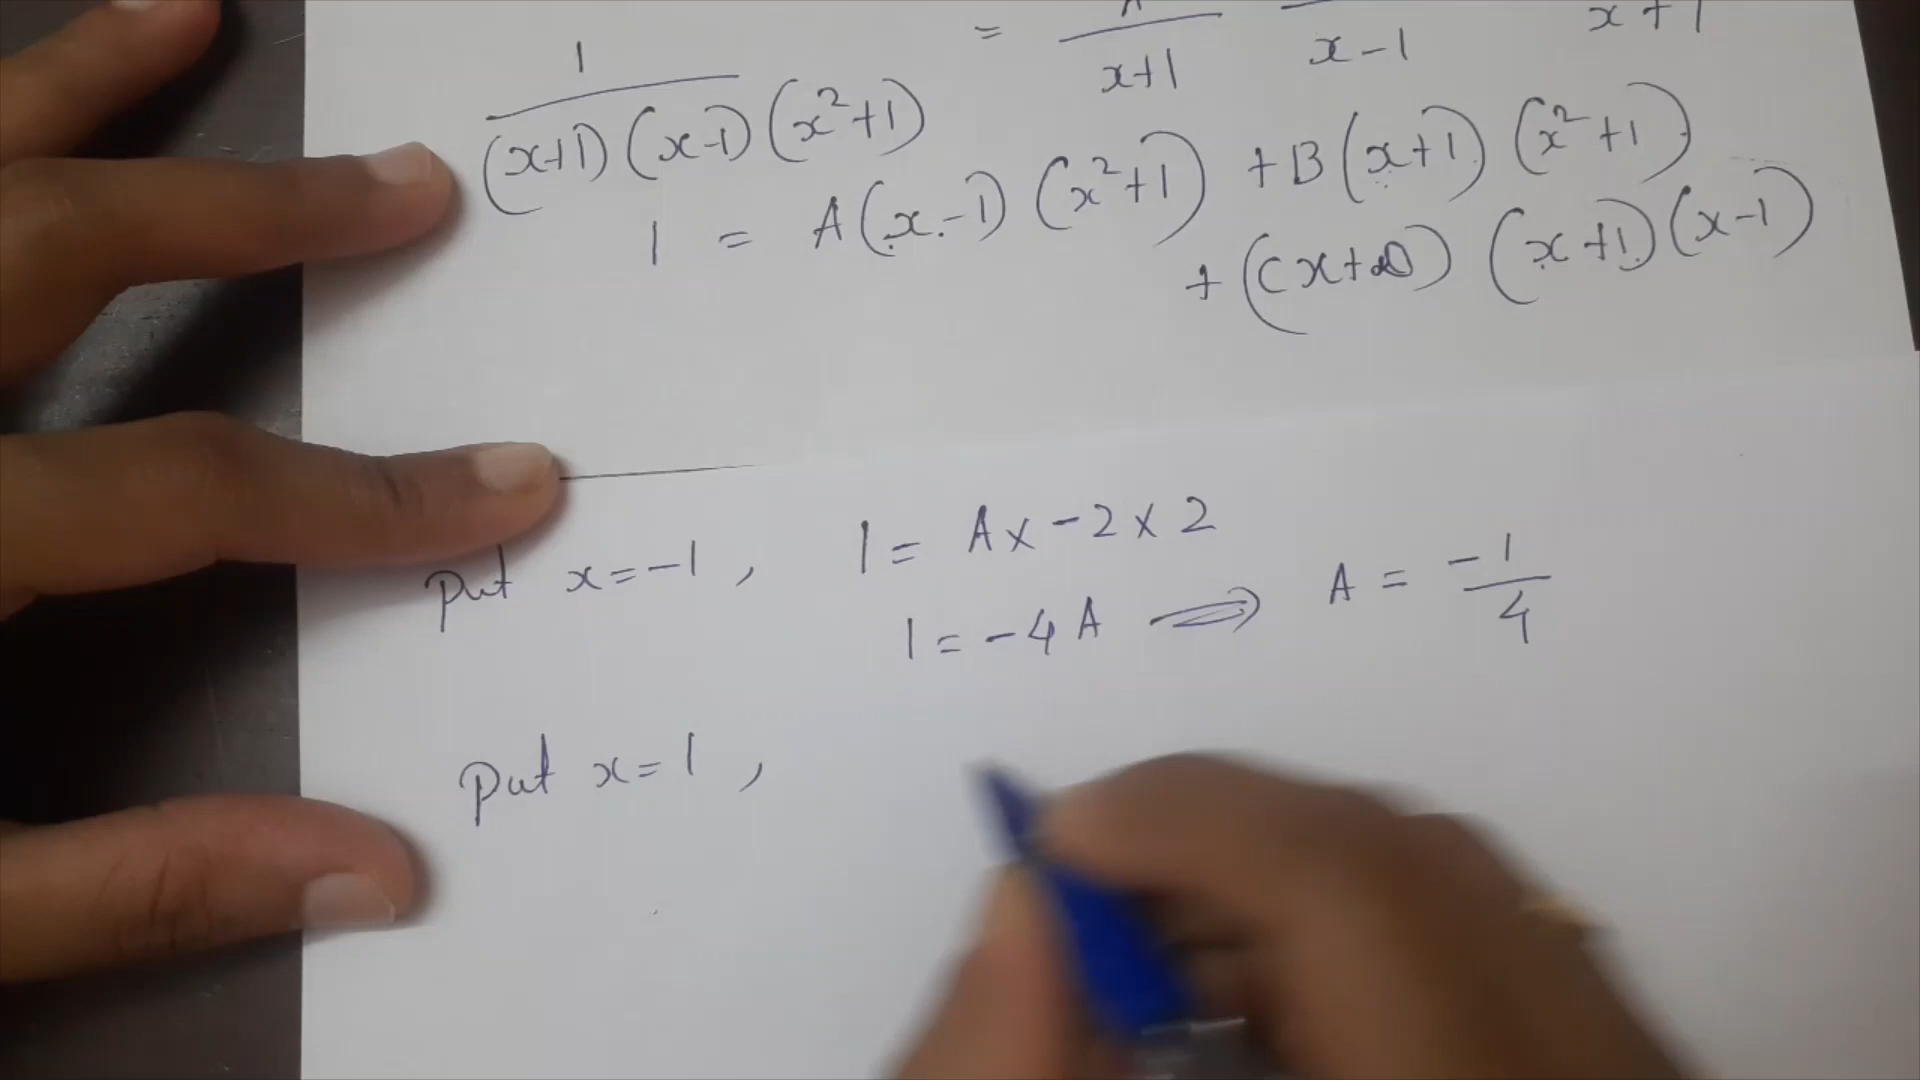 1 = A
(x+1)(x-1)(x²+1) x+1 x-1 x+1
1 = A(x-1)(x²+1) + B(x+1)(x²+1)
+ (Cx+D)(x+1)(x-1)
put x=-1, 1 = A x -2 x 2
1 = -4A ⟹ A = -1/4
put x=1,